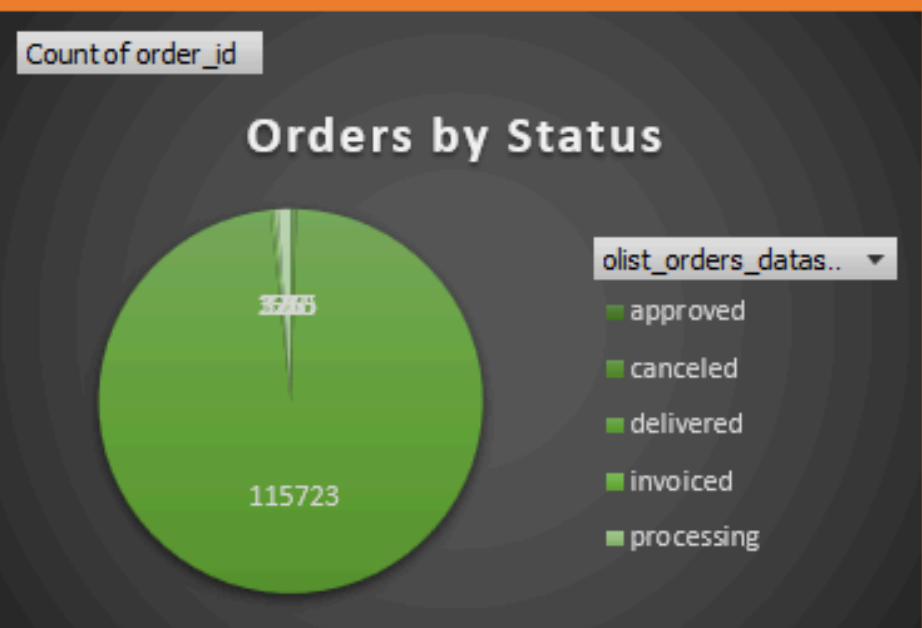 Count of order_id
Orders by Status
olist_orders_datas..
approved
canceled
delivered
115723
invoiced
processing